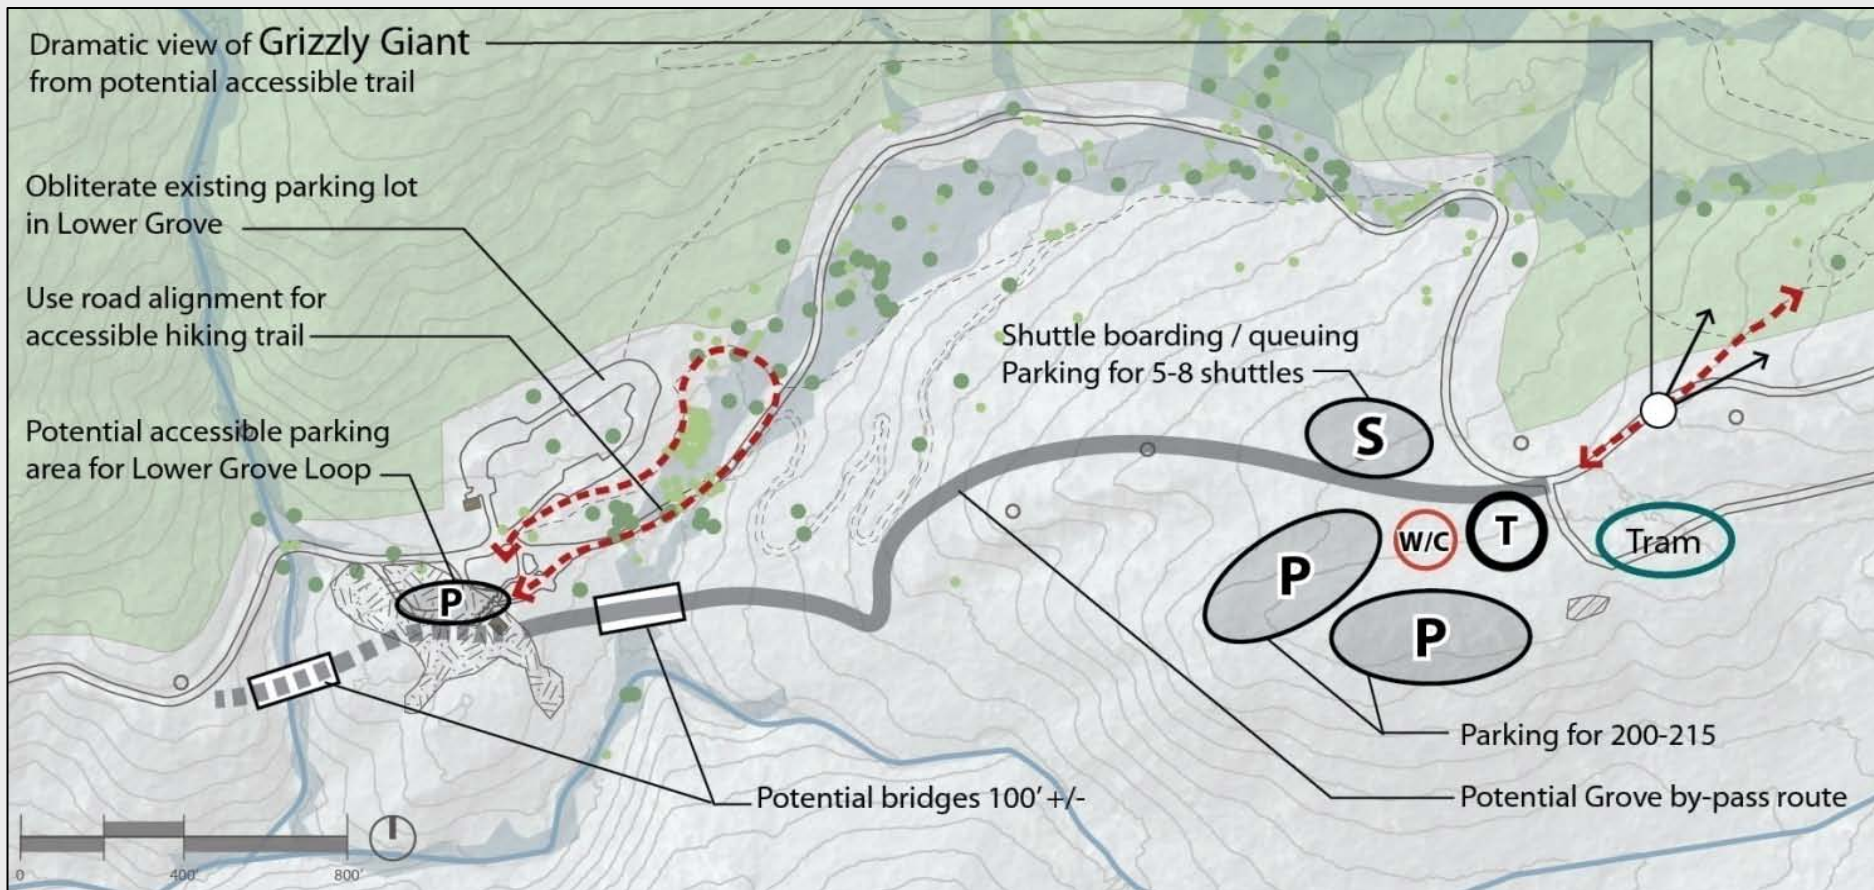 Dramatic view of Grizzly Giant
from potential accessible trail
Obliterate existing parking lot
in Lower Grove
Use road alignment for
accessible hiking trail
Shuttle boarding / queuing
Parking for 5-8 shuttles
Potential accessible parking
area for Lower Grove Loop
S
P
W/C
T
Tram
P
P
Parking for 200-215
Potential bridges 100' +/-
Potential Grove by-pass route
0
400'
800'